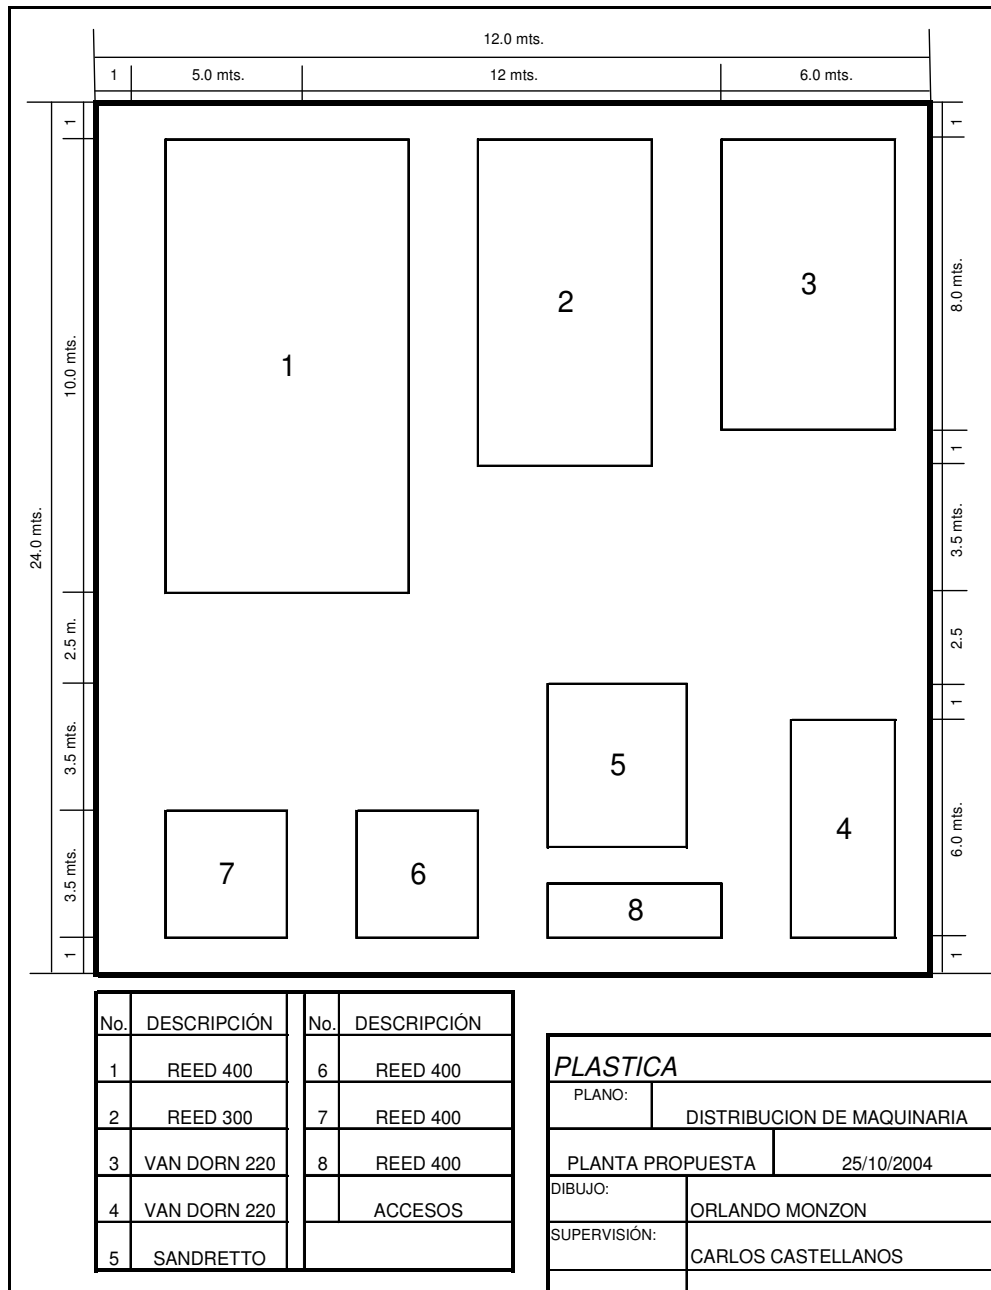 12.0 mts.
1 5.0 mts. 12 mts. 6.0 mts.
1
10.0 mts.
24.0 mts.
2.5 m.
3.5 mts.
3.5 mts.
1
1
8.0 mts.
1
3.5 mts.
2.5
1
6.0 mts.
1
1
2
3
5
4
7
6
8
No. DESCRIPCIÓN No. DESCRIPCIÓN
1 REED 400 6 REED 400
2 REED 300 7 REED 400
3 VAN DORN 220 8 REED 400
4 VAN DORN 220 ACCESOS
5 SANDRETTO
PLASTICA
PLANO:
DISTRIBUCION DE MAQUINARIA
PLANTA PROPUESTA 25/10/2004
DIBUJO:
ORLANDO MONZON
SUPERVISIÓN:
CARLOS CASTELLANOS